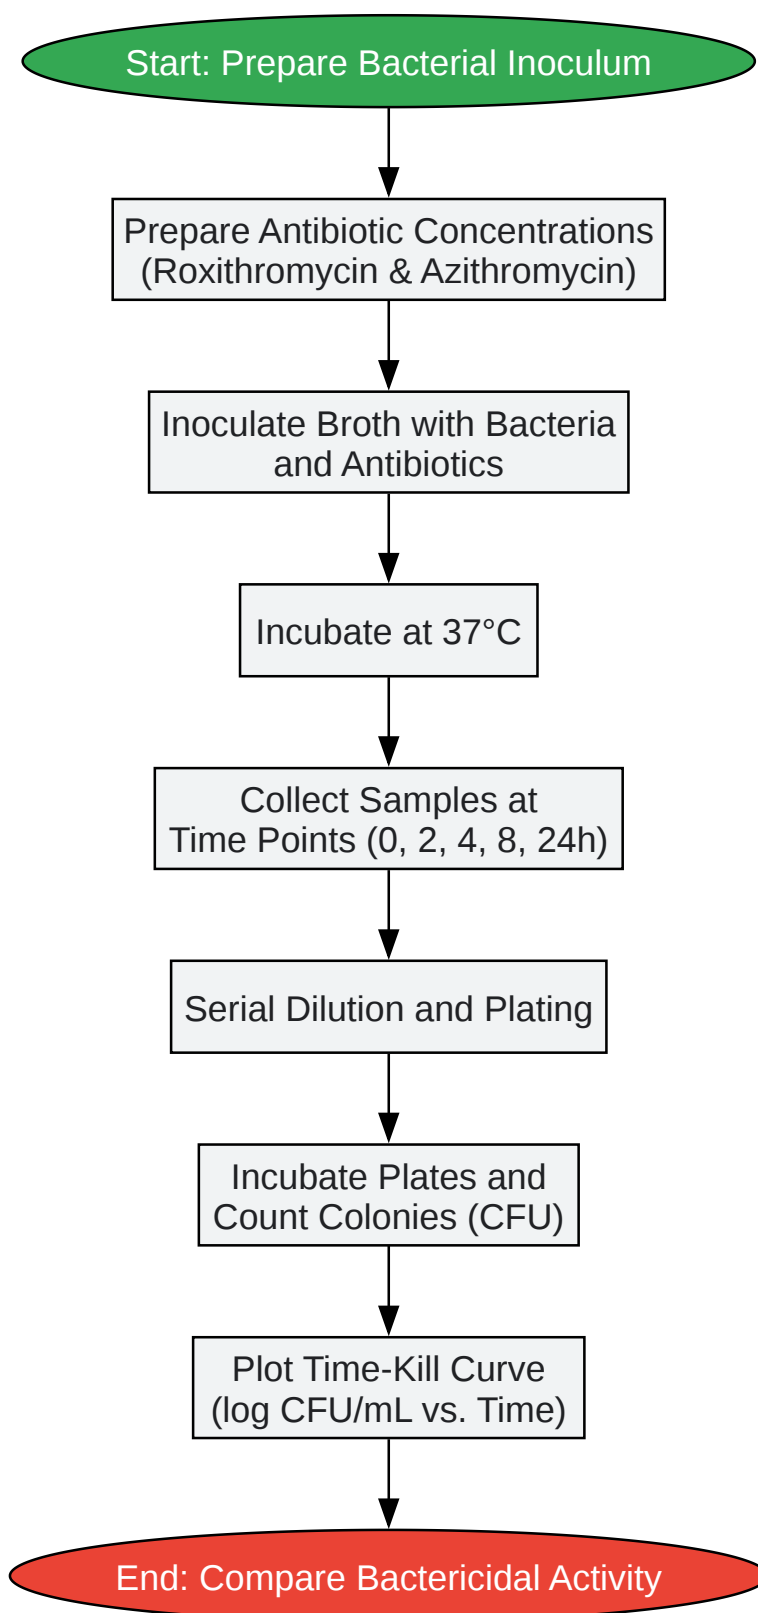 Start: Prepare Bacterial Inoculum
Prepare Antibiotic Concentrations
(Roxithromycin & Azithromycin)
Inoculate Broth with Bacteria
and Antibiotics
Incubate at 37°C
Collect Samples at
Time Points (0, 2, 4, 8, 24h)
Serial Dilution and Plating
Incubate Plates and
Count Colonies (CFU)
Plot Time-Kill Curve
(log CFU/mL vs. Time)
End: Compare Bactericidal Activity